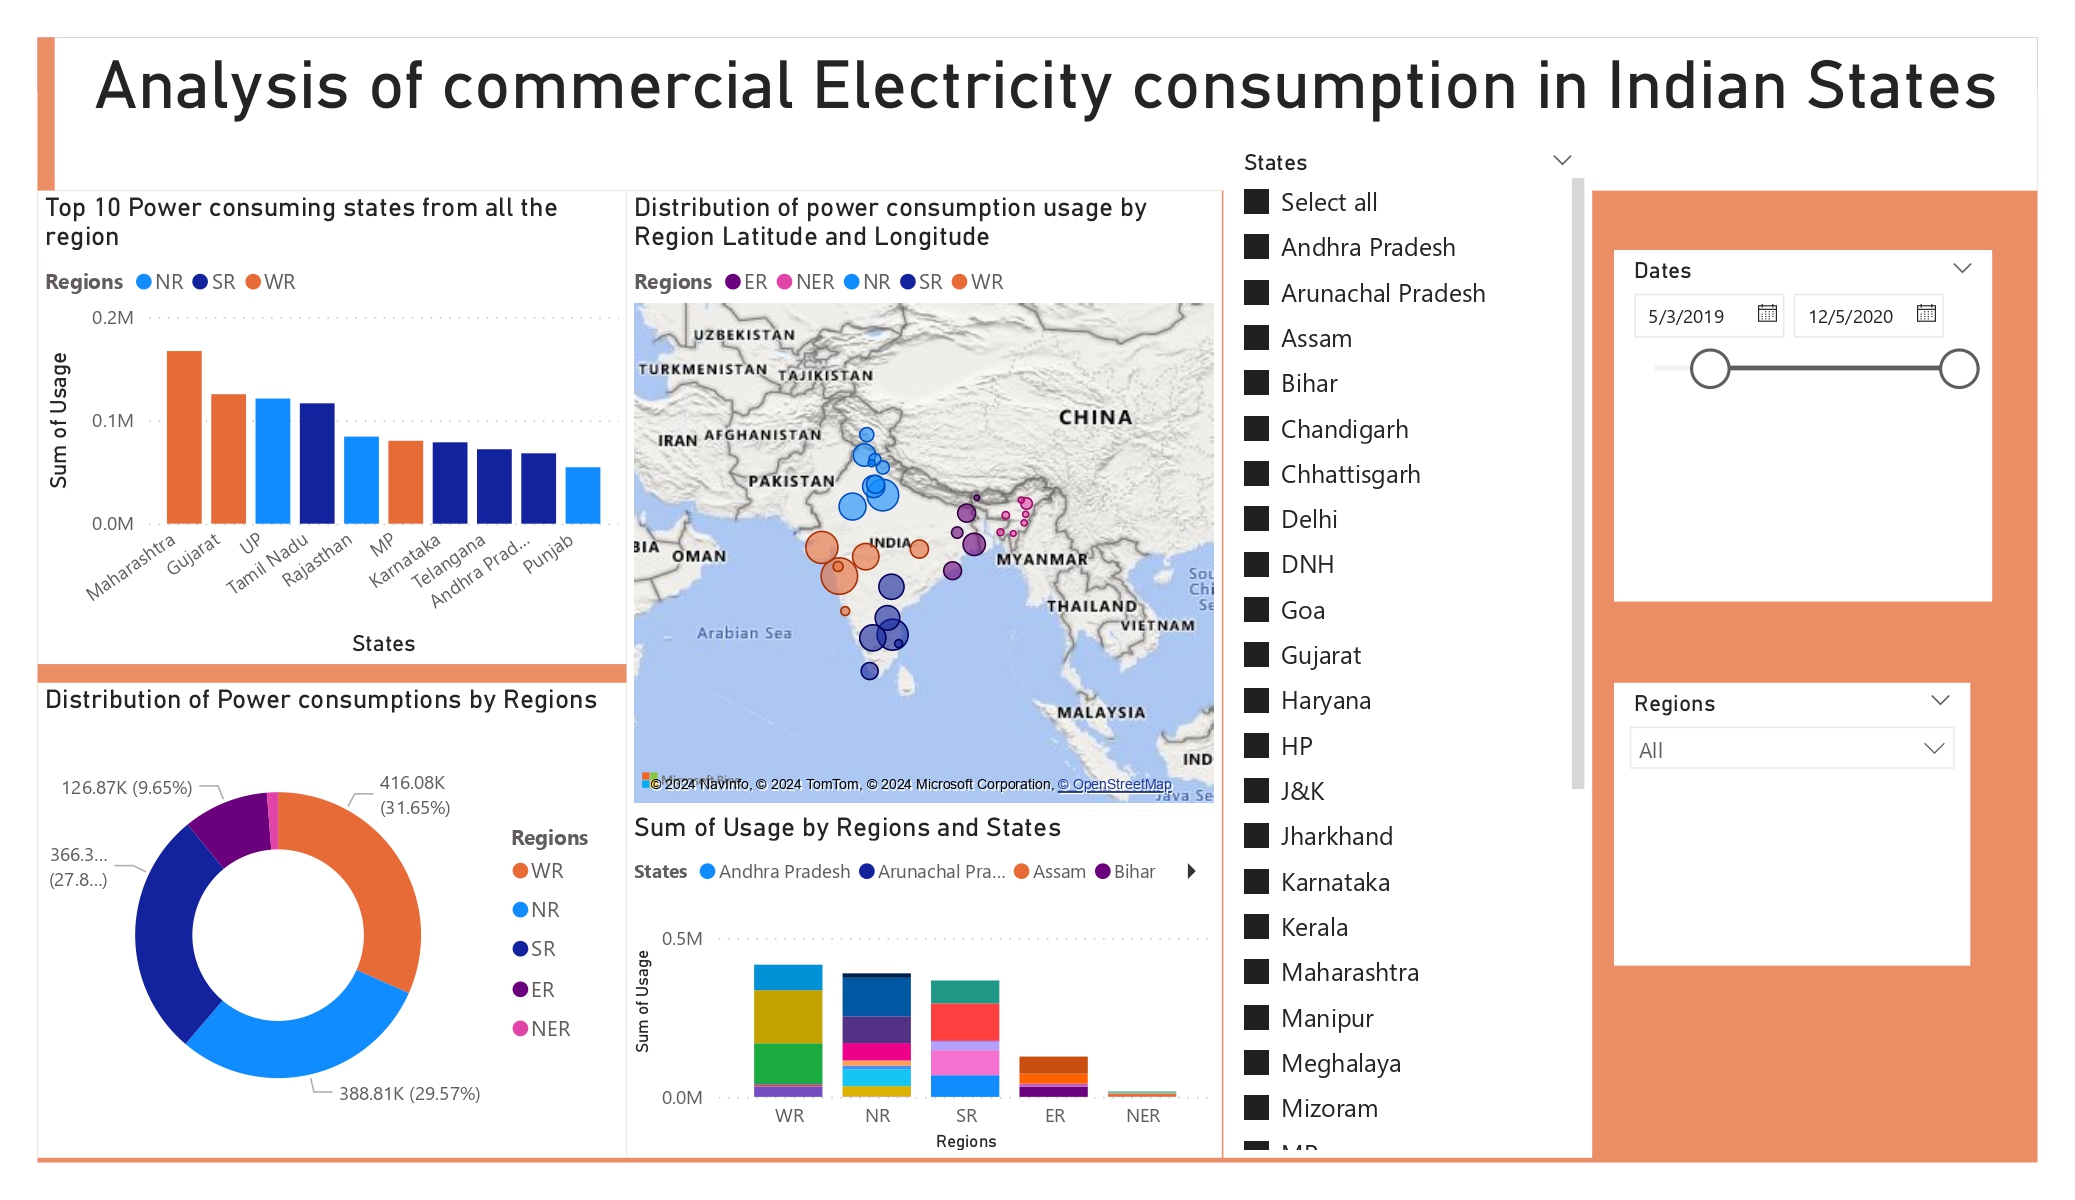 Analysis of commercial Electricity consumption in Indian States
Top 10 Power consuming states from all the
region
Regions NR SR WR
0.2M
0.1M
0.0M
Sum of Usage
Maharashtra
Gujarat
UP
Tamil Nadu
Rajasthan
MP
Karnataka
Telangana
Andhra Prad...
Punjab
States
Distribution of Power consumptions by Regions
126.87K (9.65%)
416.08K
(31.65%)
366.3...
(27.8...)
388.81K (29.57%)
Regions
WR
NR
SR
ER
NER
Distribution of power consumption usage by
Region Latitude and Longitude
Regions ER NER NR SR WR
UZBEKISTAN
TURKMENISTAN
TAJIKISTAN
CHINA
IRAN
AFGHANISTAN
PAKISTAN
INDIA
OMAN
MYANMAR
THAILAND
VIETNAM
Arabian Sea
MALAYSIA
© 2024 NavInfo, © 2024 TomTom, © 2024 Microsoft Corporation, © OpenStreetMap
Sum of Usage by Regions and States
States Andhra Pradesh Arunachal Pra... Assam Bihar
0.5M
0.0M
Sum of Usage
WR NR SR ER NER
Regions
States
Select all
Andhra Pradesh
Arunachal Pradesh
Assam
Bihar
Chandigarh
Chhattisgarh
Delhi
DNH
Goa
Gujarat
Haryana
HP
J&K
Jharkhand
Karnataka
Kerala
Maharashtra
Manipur
Meghalaya
Mizoram
Dates
5/3/2019 12/5/2020
Regions
All